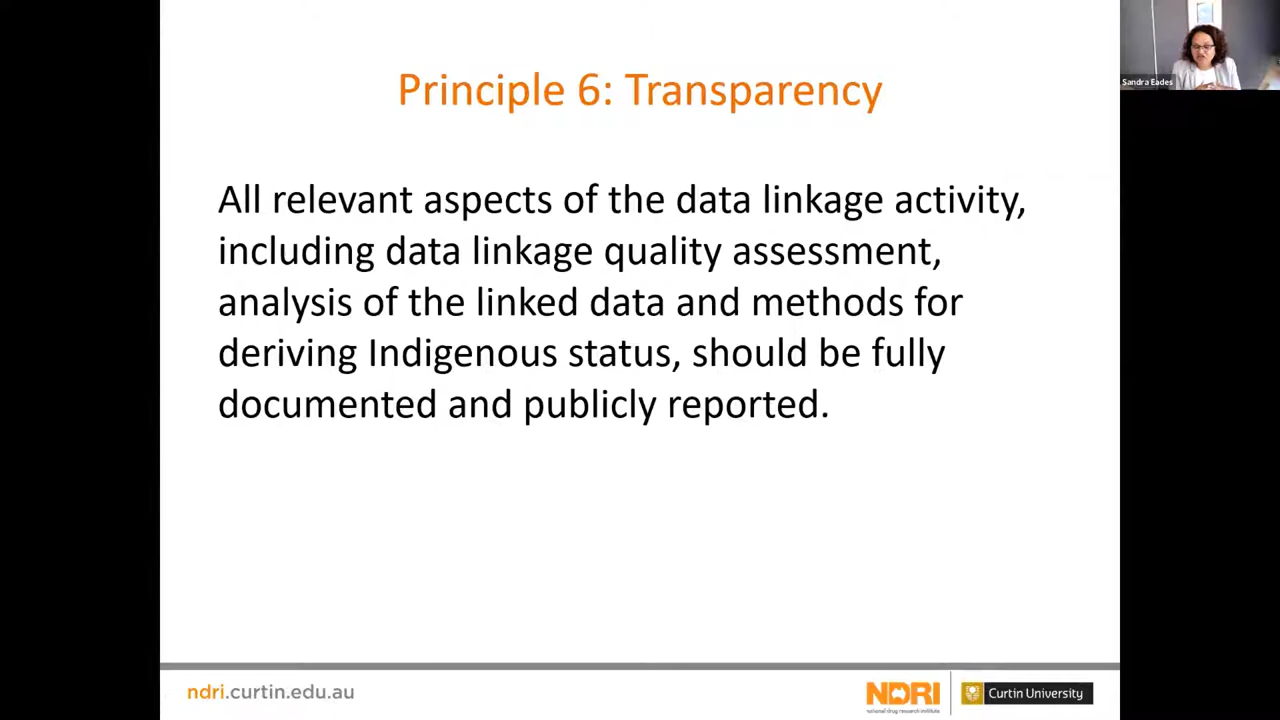 Principle 6: Transparency
Sandra Eades
All relevant aspects of the data linkage activity,
including data linkage quality assessment,
analysis of the linked data and methods for
deriving Indigenous status, should be fully
documented and publicly reported.
ndri.curtin.edu.au
NDRI
national drug research institute
Curtin University